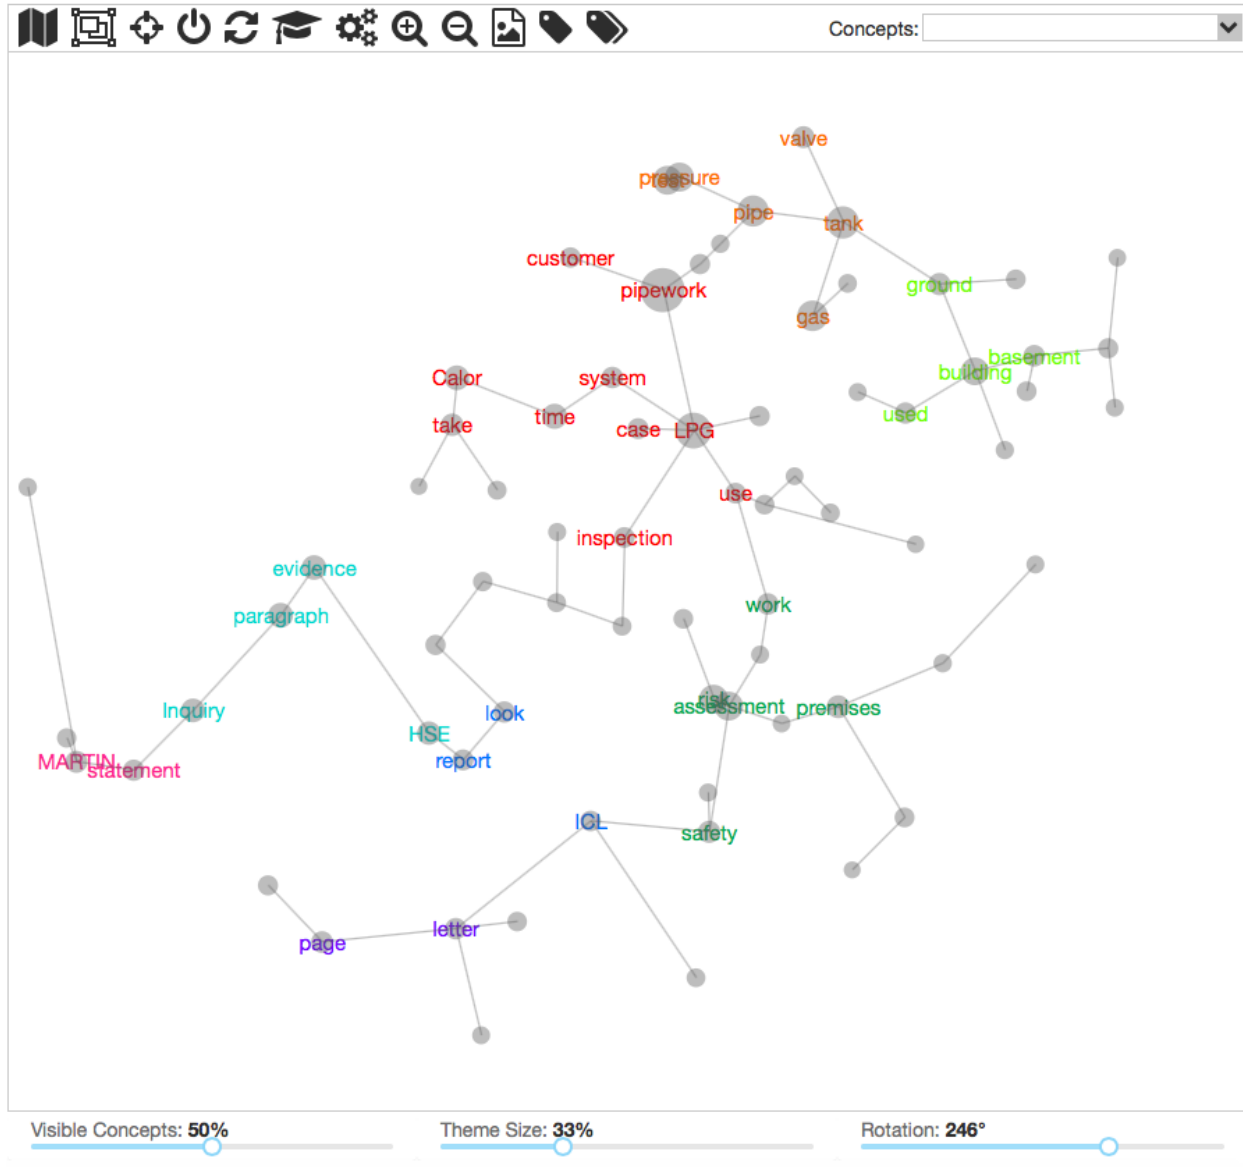 Concepts:
valve
pressure
test
pipe
tank
customer
pipework
ground
gas
basement
building
Calor
system
used
take
time
case
LPG
use
inspection
evidence
paragraph
work
risk
assessment
premises
Inquiry
look
HSE
MARTIN
statement
report
ICL
safety
letter
page
Visible Concepts: 50%
Theme Size: 33%
Rotation: 246°